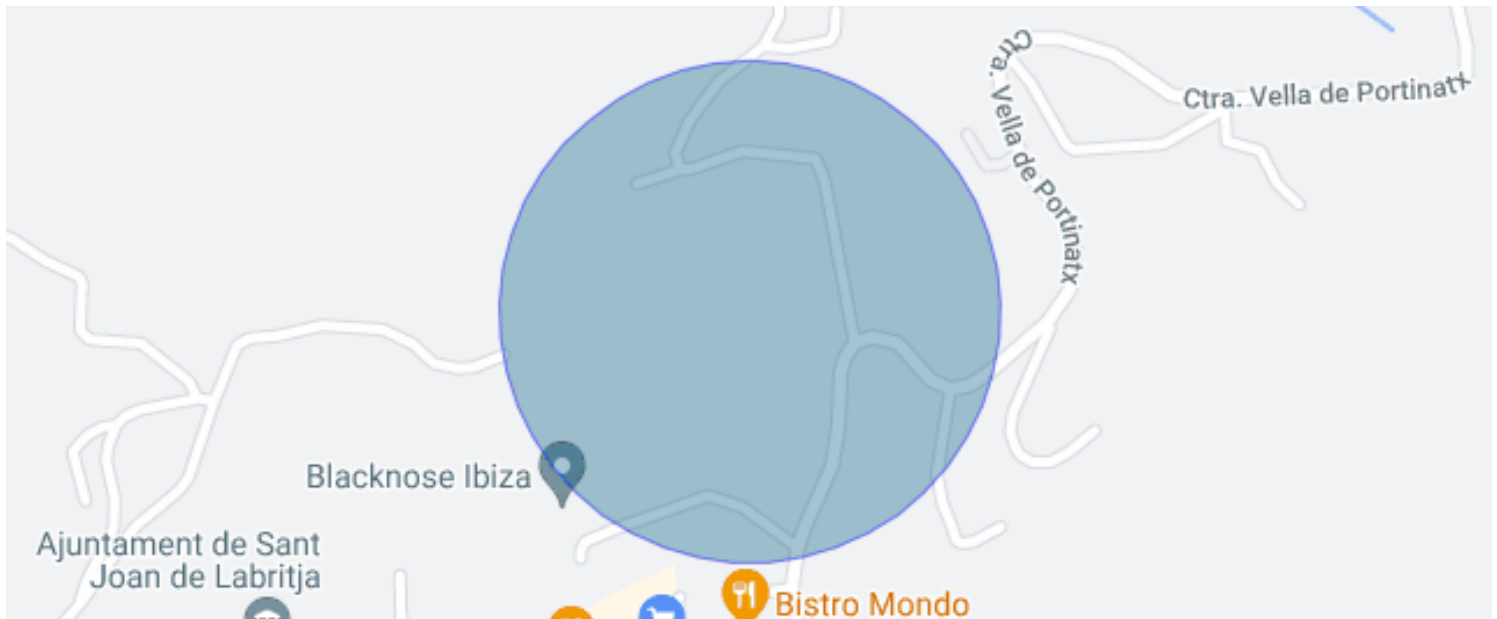 Ctra. Vella de Portinatx
Ctra. Vella de Portinatx
Blacknose Ibiza
Ajuntament de Sant
Joan de Labritja
Bistro Mondo